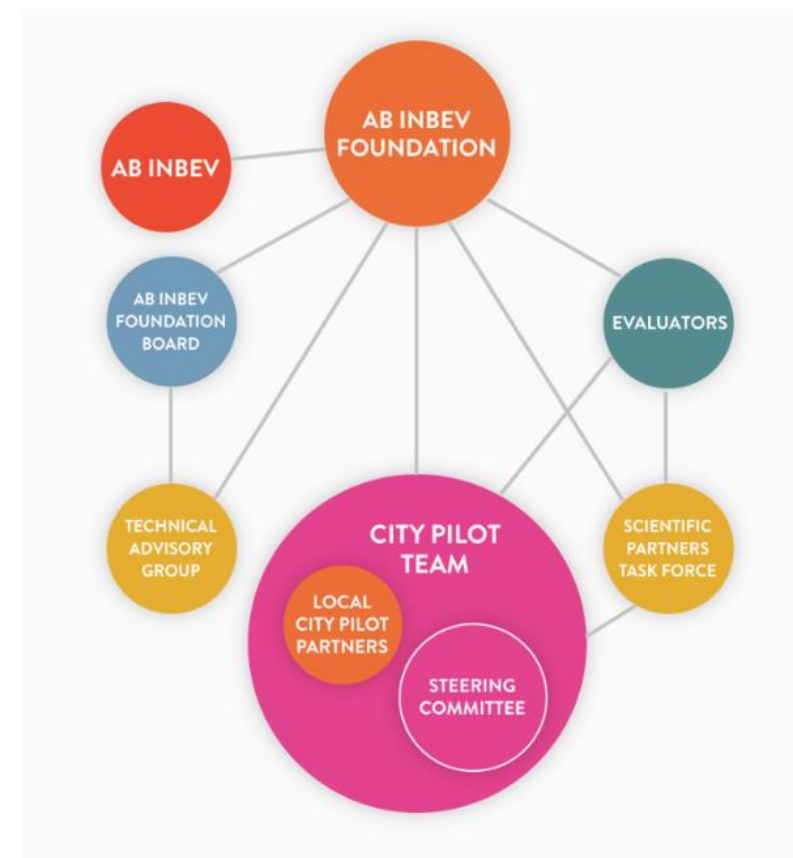 AB INBEV
FOUNDATION
AB INBEV
AB INBEV
FOUNDATION
BOARD
EVALUATORS
TECHNICAL
ADVISORY
GROUP
CITY PILOT
TEAM
SCIENTIFIC
PARTNERS
TASK FORCE
LOCAL
CITY PILOT
PARTNERS
STEERING
COMMITTEE